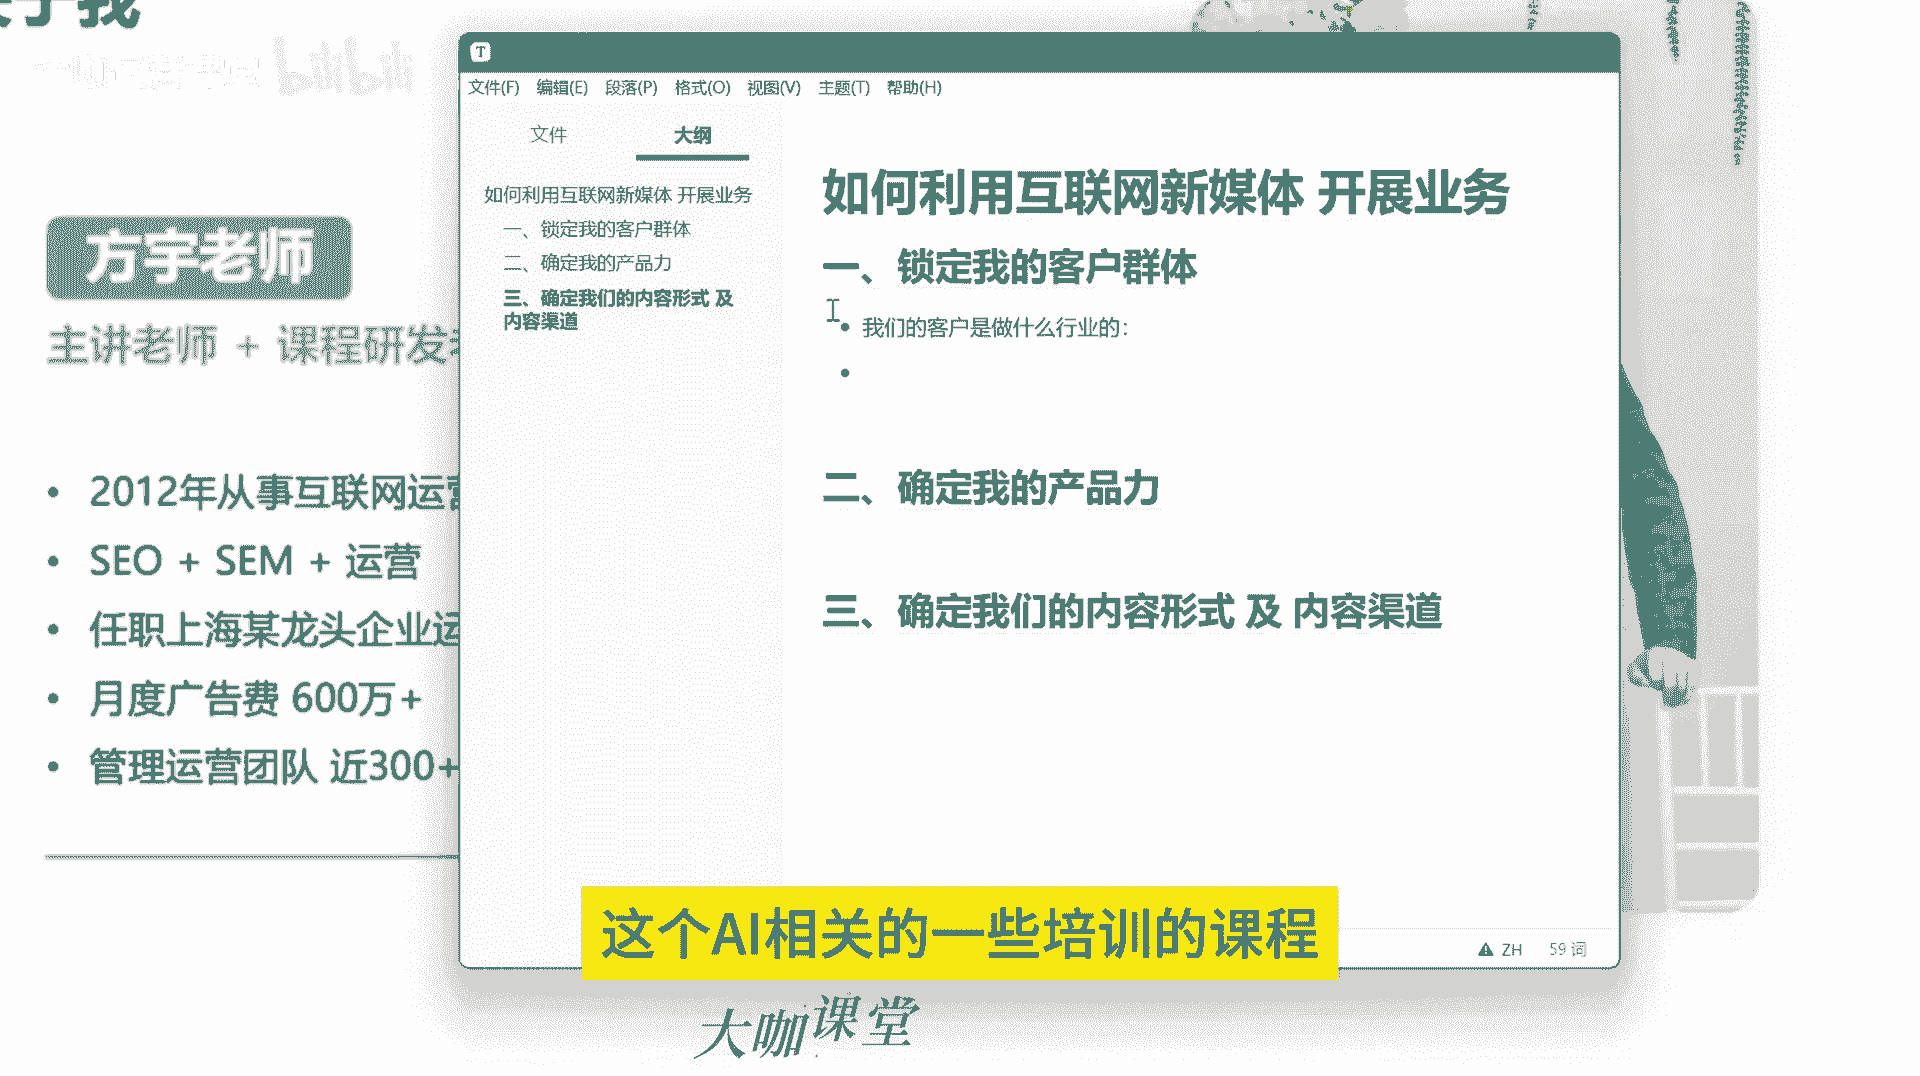 关于我
bilibili
方宇老师
主讲老师 + 课程研发
• 2012年从事互联网运营
• SEO + SEM + 运营
• 任职上海某龙头企业运
• 月度广告费 600万+
• 管理运营团队 近300+
T
文件(F) 编辑(E) 段落(P) 格式(O) 视图(V) 主题(T) 帮助(H)
文件 大纲
如何利用互联网新媒体 开展业务
一、锁定我的客户群体
二、确定我的产品力
三、确定我们的内容形式 及
内容渠道
如何利用互联网新媒体 开展业务
一、锁定我的客户群体
• 我们的客户是做什么行业的：
•
二、确定我的产品力
三、确定我们的内容形式 及 内容渠道
ZH 59 词
这个AI相关的一些培训的课程
大咖课堂